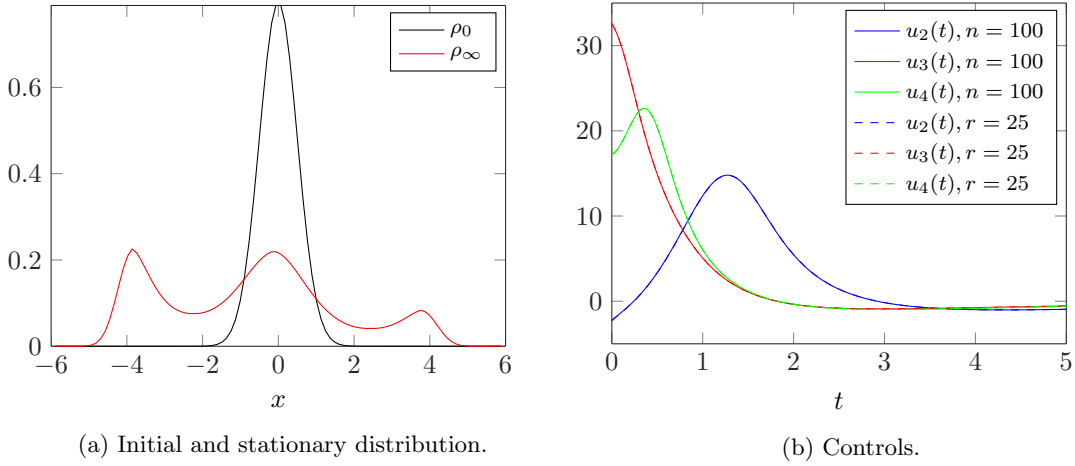 0.8
0.6
0.4
0.2
0
−6 −4 −2 0 2 4 6
x
ρ₀
ρ∞
(a) Initial and stationary distribution.
30
20
10
0
0 1 2 3 4 5
t
u₂(t), n = 100
u₃(t), n = 100
u₄(t), n = 100
u₂(t), r = 25
u₃(t), r = 25
u₄(t), r = 25
(b) Controls.